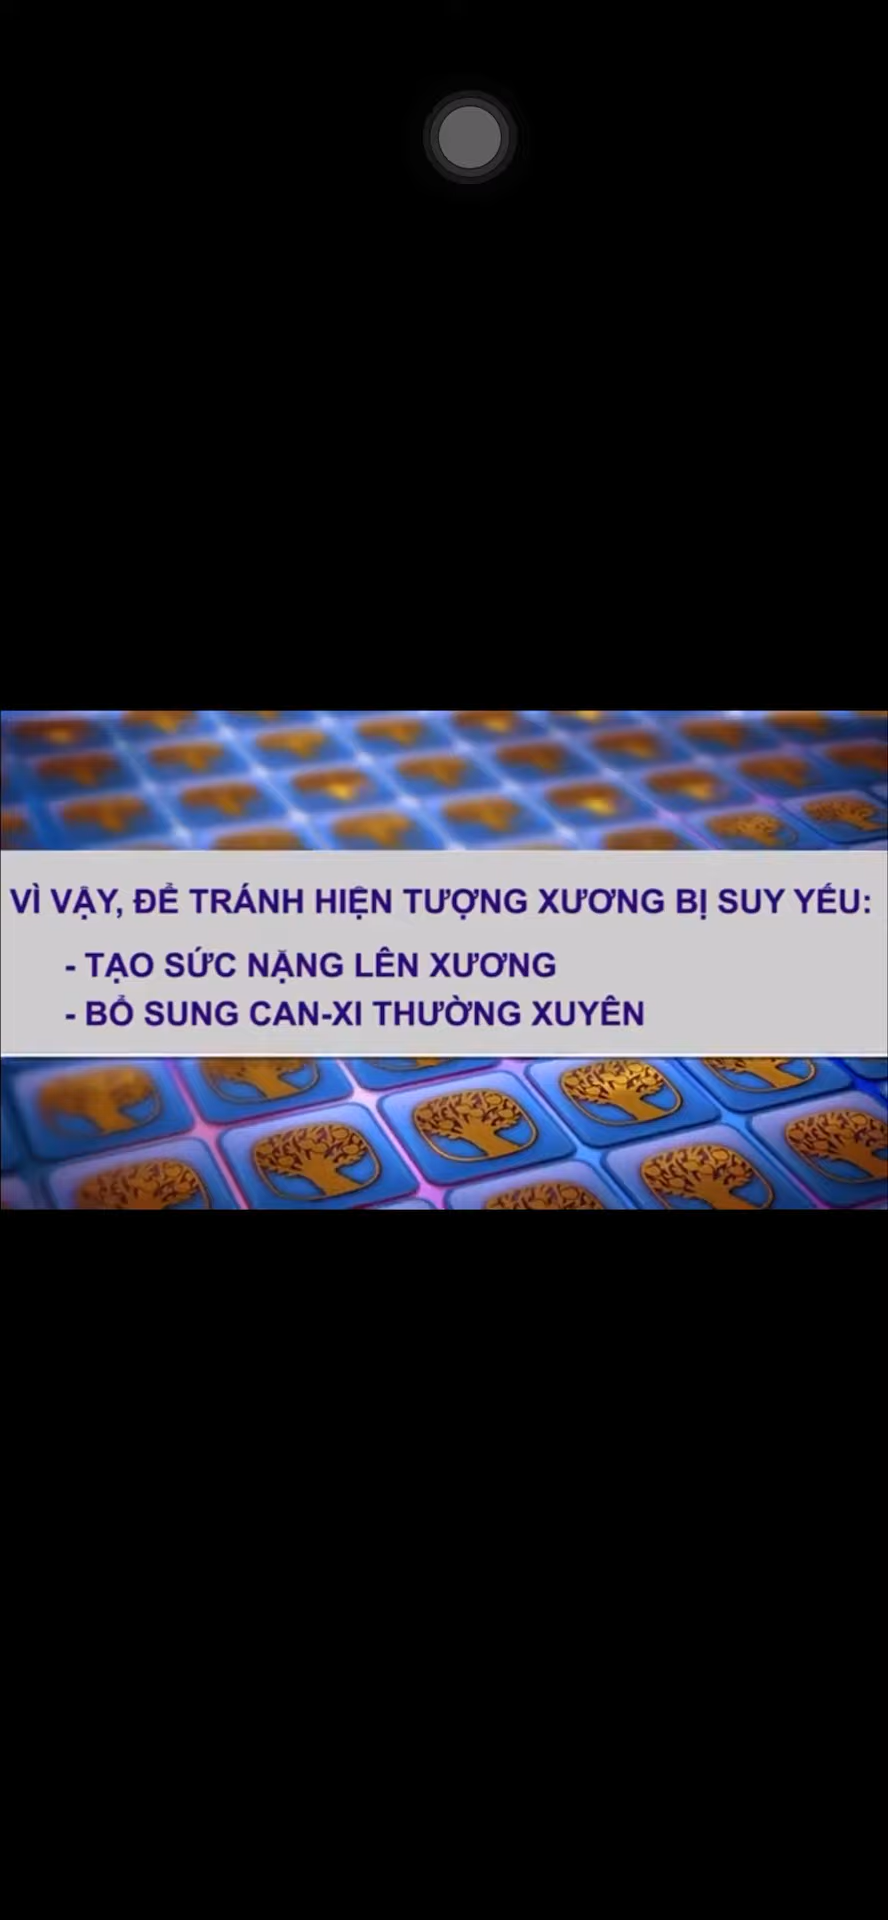 VÌ VẬY, ĐỂ TRÁNH HIỆN TƯỢNG XƯƠNG BỊ SUY YẾU:
- TẠO SỨC NẶNG LÊN XƯƠNG
- BỔ SUNG CAN-XI THƯỜNG XUYÊN